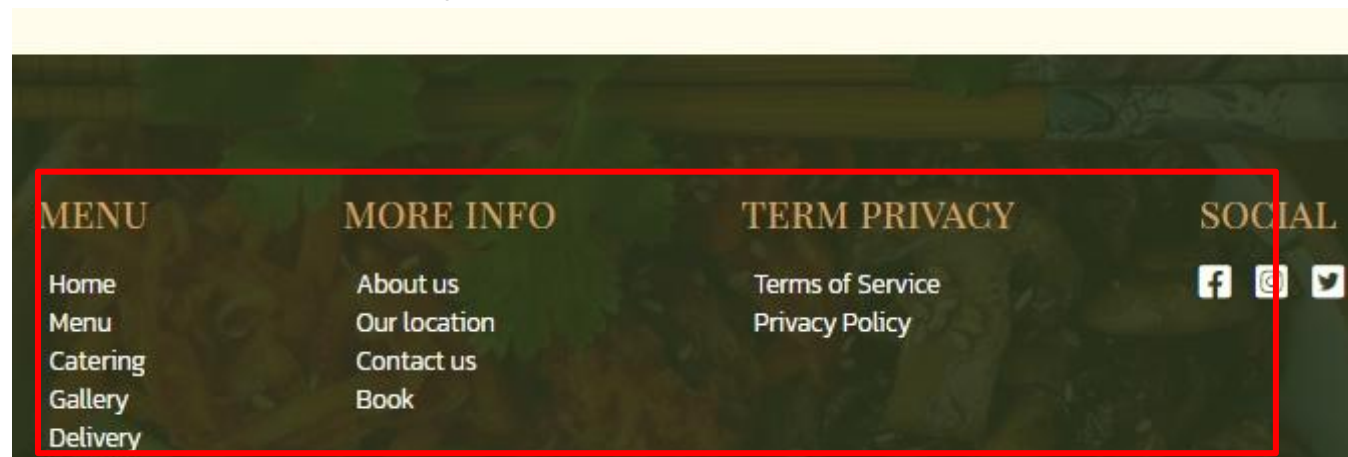 MENU
Home
Menu
Catering
Gallery
Delivery
MORE INFO
About us
Our location
Contact us
Book
TERM PRIVACY
Terms of Service
Privacy Policy
SOCIAL